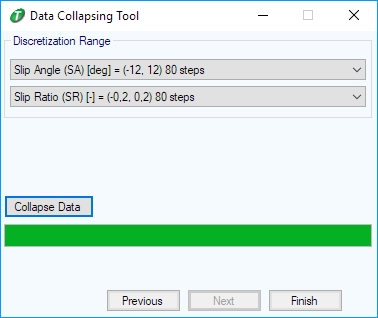 Data Collapsing Tool
Discretization Range
Slip Angle (SA) [deg] = (-12, 12) 80 steps
Slip Ratio (SR) [-] = (-0,2, 0,2) 80 steps
Collapse Data
Previous Next Finish